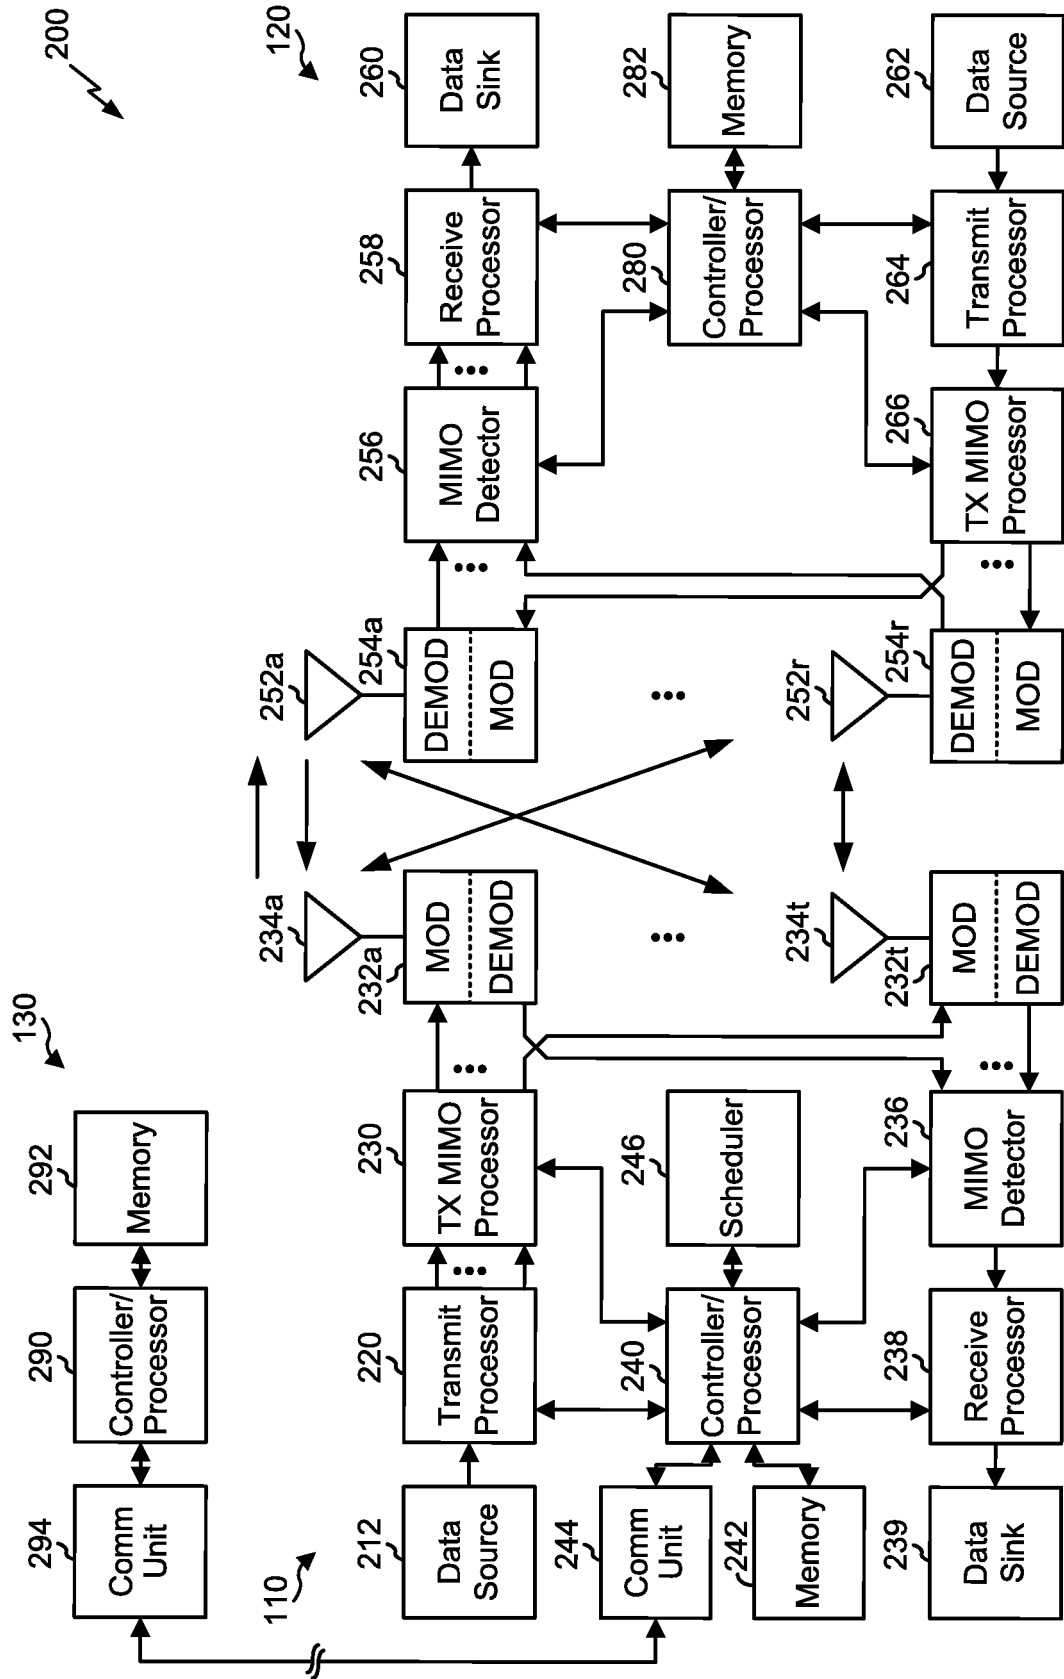 200
130
294
Comm
Unit
290
Controller/
Processor
292
Memory
110
120
212
Data
Source
220
Transmit
Processor
230
TX MIMO
Processor
232a
MOD
DEMOD
234a
252a
254a
DEMOD
MOD
256
MIMO
Detector
258
Receive
Processor
260
Data
Sink
244
Comm
Unit
242
Memory
240
Controller/
Processor
246
Scheduler
280
Controller/
Processor
282
Memory
239
Data
Sink
238
Receive
Processor
236
MIMO
Detector
232t
MOD
DEMOD
234t
252r
254r
DEMOD
MOD
266
TX MIMO
Processor
264
Transmit
Processor
262
Data
Source